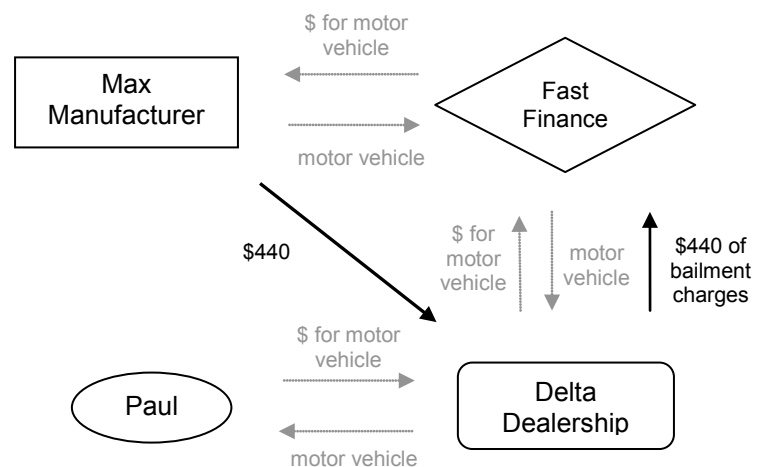 $ for motor
vehicle
Max
Manufacturer
Fast
Finance
motor vehicle
$440
$ for
motor
vehicle
motor
vehicle
$440 of
bailment
charges
$ for motor
vehicle
Paul
Delta
Dealership
motor vehicle